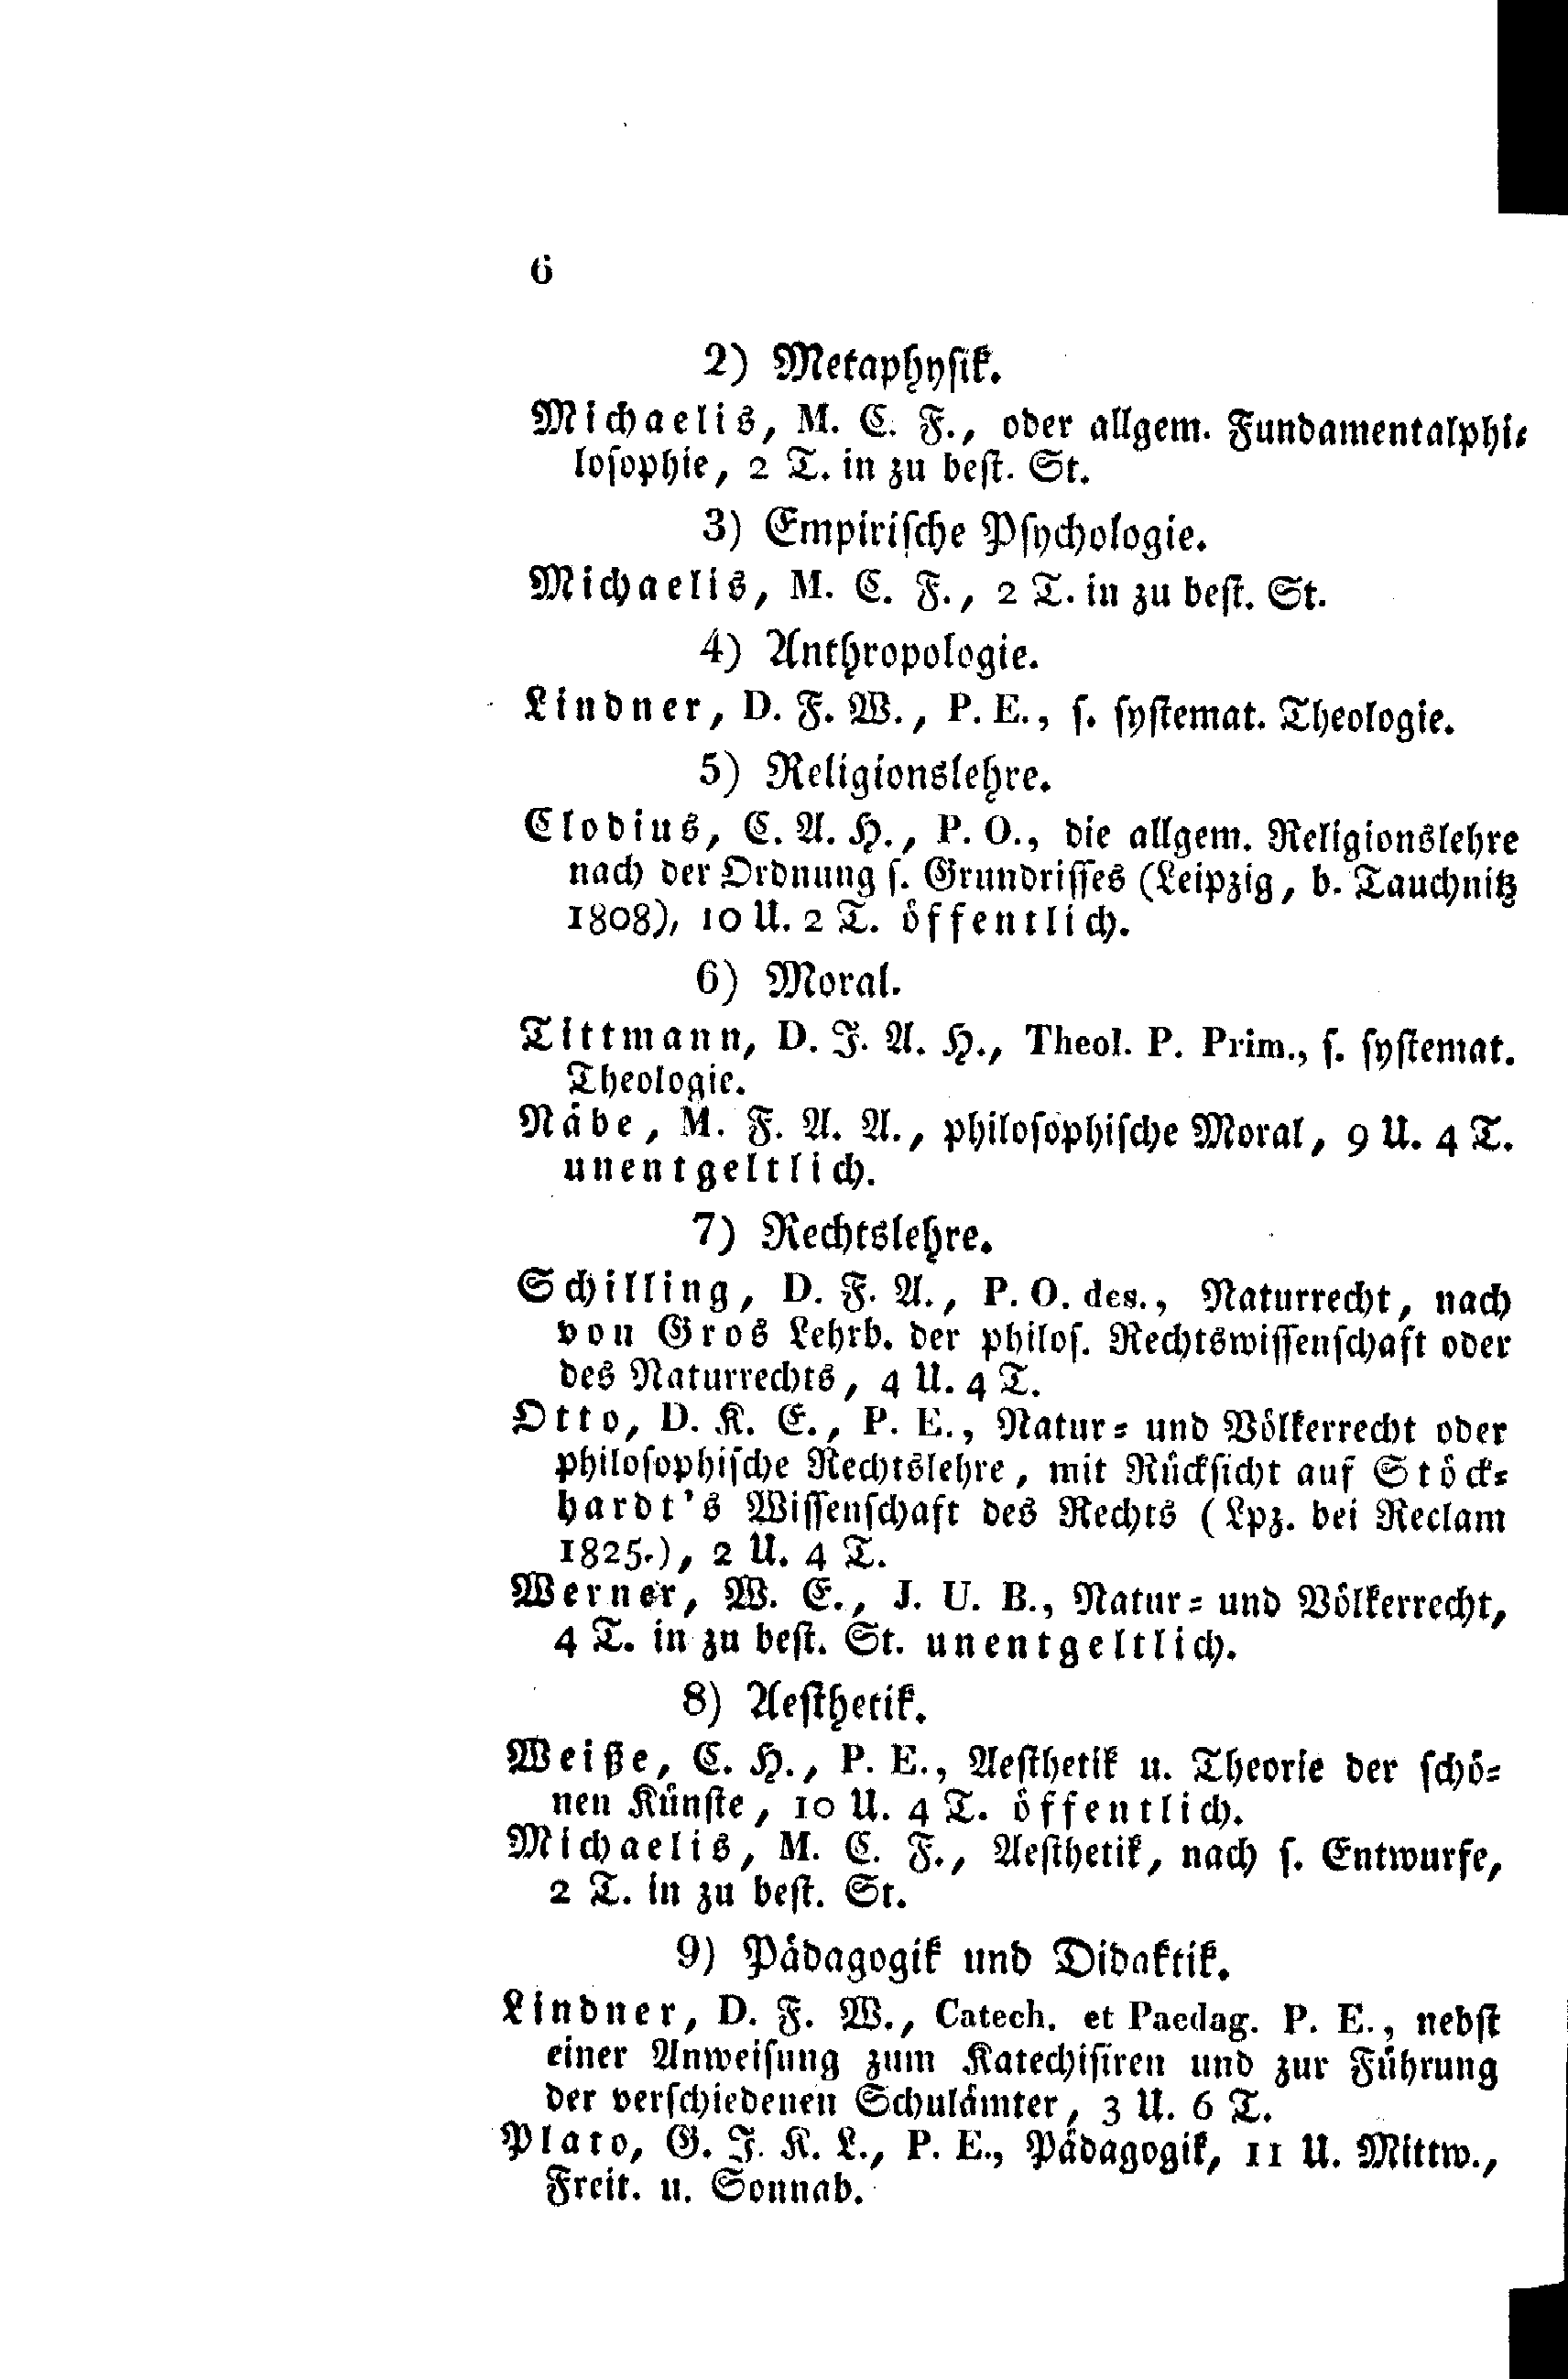 6
2) Metaphysik.
Michaelis, M. C. F., oder allgem. Fundamentalphi-
losophie, 2 T. in zu best. St.
3) Empirische Psychologie.
Michaelis, M. C. F., 2 T. in zu best. St.
4) Anthropologie.
Lindner, D. F. W., P. E., s. systemat. Theologie.
5) Religionslehre.
Clodius, C. A. H., P. O., die allgem. Religionslehre
nach der Ordnung s. Grundrisses (Leipzig, b. Tauchnitz
1808), 10 U. 2 T. öffentlich.
6) Moral.
Tittmann, D. J. A. H., Theol. P. Prim., s. systemat.
Theologie.
Näbe, M. F. A. A., philosophische Moral, 9 U. 4 T.
unentgeltlich.
7) Rechtslehre.
Schilling, D. F. A., P. O. des., Naturrecht, nach
von Gros Lehrb. der philos. Rechtswissenschaft oder
des Naturrechts, 4 U. 4 T.
Otto, D. K. E., P. E., Natur- und Völkerrecht oder
philosophische Rechtslehre, mit Rücksicht auf Stöck-
hardt's Wissenschaft des Rechts (Lpz. bei Reclam
1825.), 2 U. 4 T.
Werner, W. E., J. U. B., Natur- und Völkerrecht,
4 T. in zu best. St. unentgeltlich.
8) Aesthetik.
Weiße, C. H., P. E., Aesthetik u. Theorie der schö-
nen Künste, 10 U. 4 T. öffentlich.
Michaelis, M. C. F., Aesthetik, nach s. Entwurfe,
2 T. in zu best. St.
9) Pädagogik und Didaktik.
Lindner, D. F. W., Catech. et Paedag. P. E., nebst
einer Anweisung zum Katechisiren und zur Führung
der verschiedenen Schulämter, 3 U. 6 T.
Plato, G. J. K. L., P. E., Pädagogik, 11 U. Mittw.,
Freit. u. Sonnab.